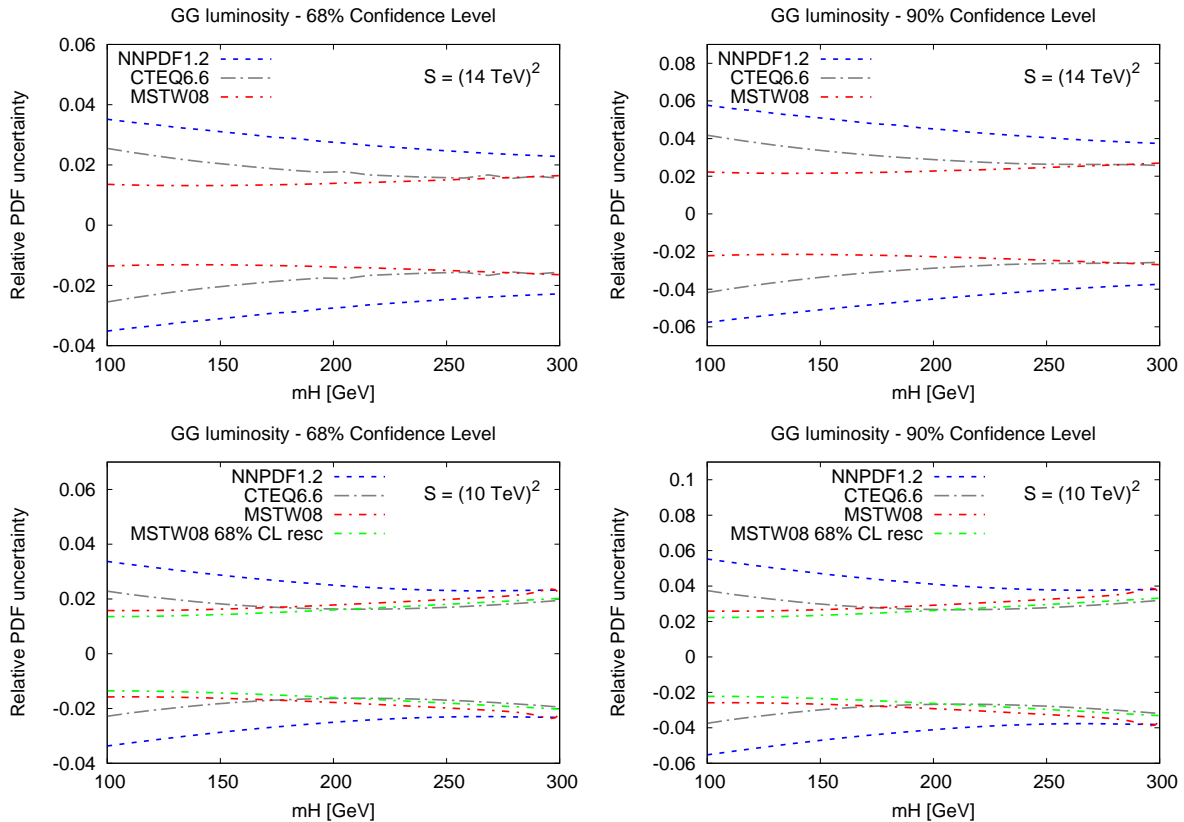 GG luminosity - 68% Confidence Level
0.06
0.04
0.02
0
-0.02
-0.04
Relative PDF uncertainty
NNPDF1.2
CTEQ6.6
MSTW08
S = (14 TeV)2
100 150 200 250 300
mH [GeV]
GG luminosity - 90% Confidence Level
0.08
0.06
0.04
0.02
0
-0.02
-0.04
-0.06
Relative PDF uncertainty
NNPDF1.2
CTEQ6.6
MSTW08
S = (14 TeV)2
100 150 200 250 300
mH [GeV]
GG luminosity - 68% Confidence Level
0.06
0.04
0.02
0
-0.02
-0.04
Relative PDF uncertainty
NNPDF1.2
CTEQ6.6
MSTW08
MSTW08 68% CL resc
S = (10 TeV)2
100 150 200 250 300
mH [GeV]
GG luminosity - 90% Confidence Level
0.1
0.08
0.06
0.04
0.02
0
-0.02
-0.04
-0.06
Relative PDF uncertainty
NNPDF1.2
CTEQ6.6
MSTW08
MSTW08 68% CL resc
S = (10 TeV)2
100 150 200 250 300
mH [GeV]